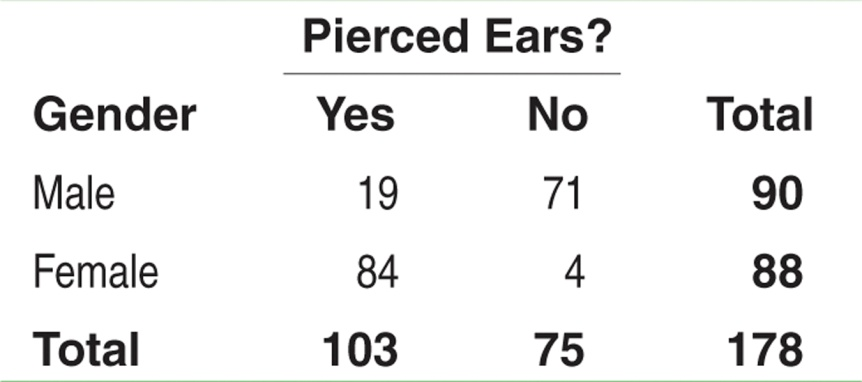 Pierced Ears?
Gender Yes No Total
Male 19 71 90
Female 84 4 88
Total 103 75 178